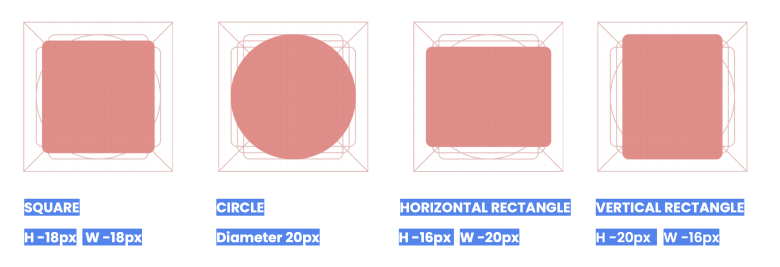 SQUARE
H -18px W -18px
CIRCLE
Diameter 20px
HORIZONTAL RECTANGLE
H -16px W -20px
VERTICAL RECTANGLE
H -20px W -16px